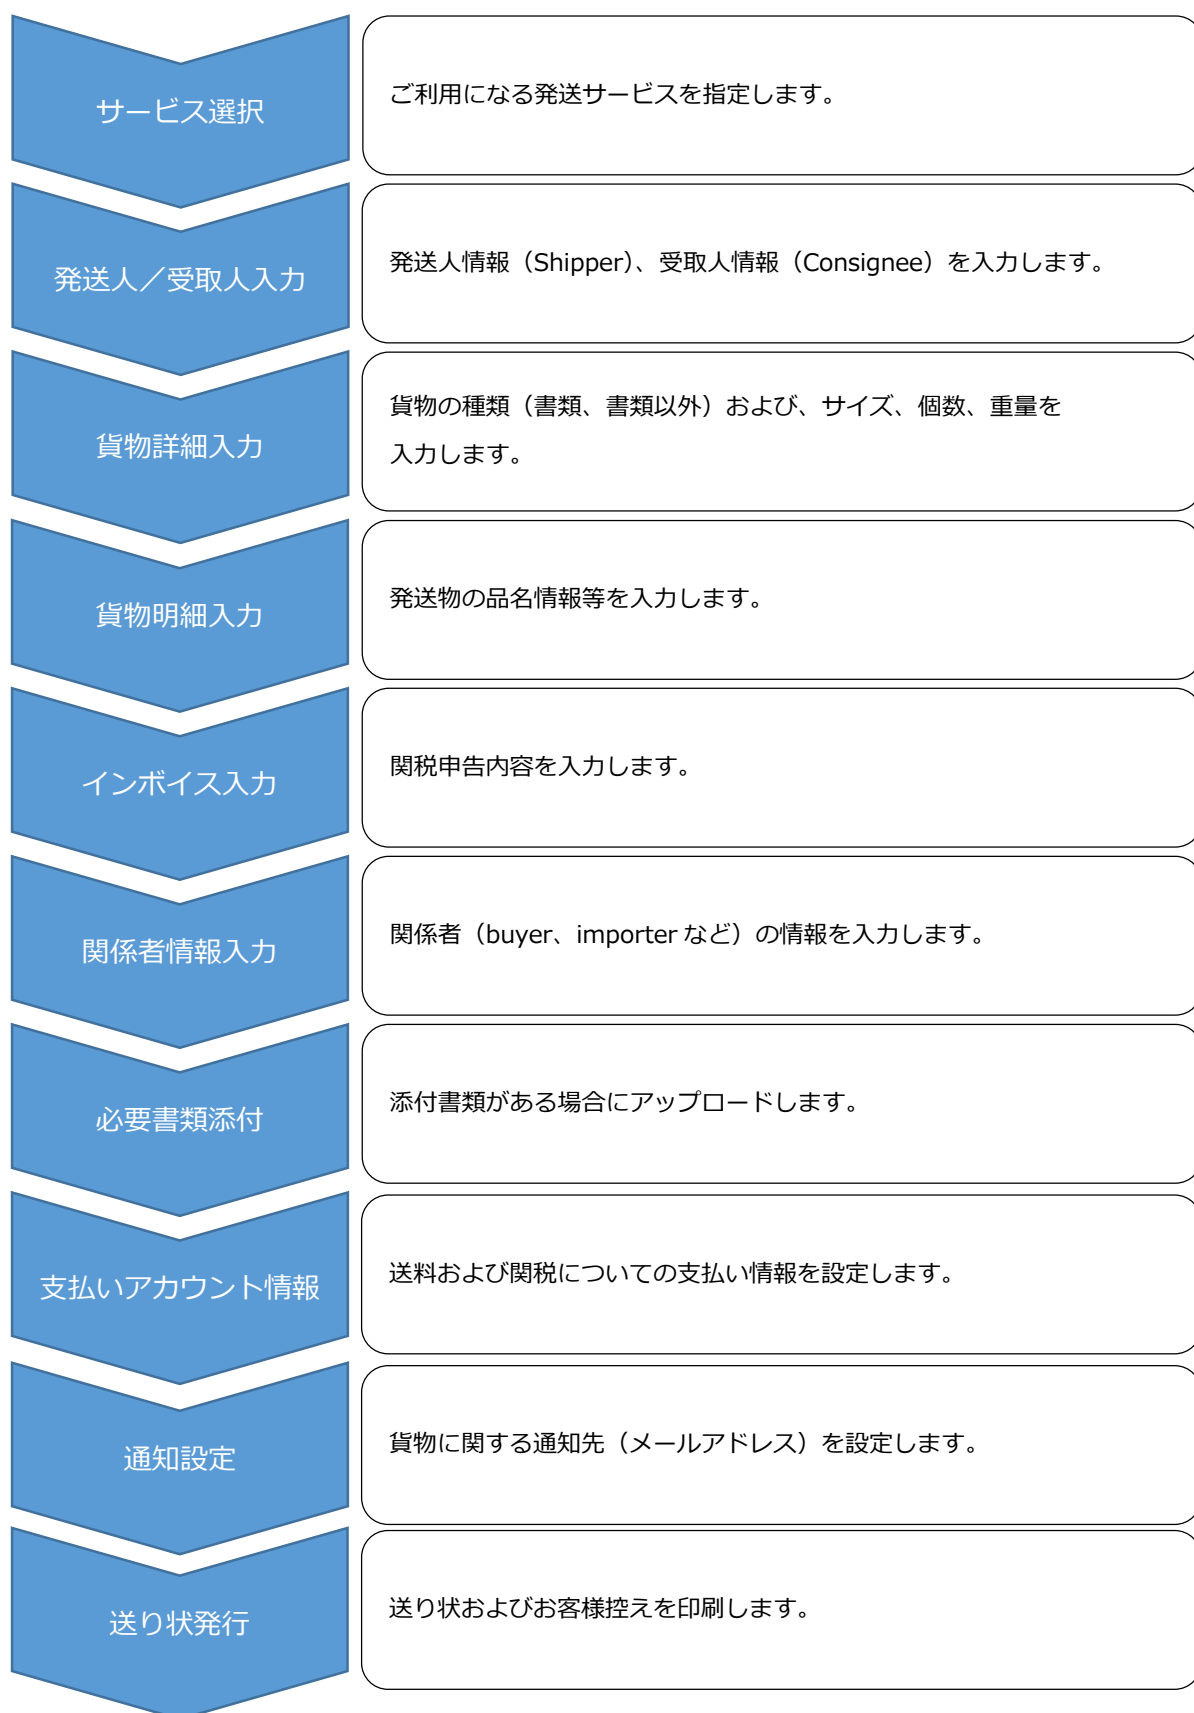 サービス選択
ご利用になる発送サービスを指定します。
発送人／受取人入力
発送人情報（Shipper）、受取人情報（Consignee）を入力します。
貨物詳細入力
貨物の種類（書類、書類以外）および、サイズ、個数、重量を
入力します。
貨物明細入力
発送物の品名情報等を入力します。
インボイス入力
関税申告内容を入力します。
関係者情報入力
関係者（buyer、importer など）の情報を入力します。
必要書類添付
添付書類がある場合にアップロードします。
支払いアカウント情報
送料および関税についての支払い情報を設定します。
通知設定
貨物に関する通知先（メールアドレス）を設定します。
送り状発行
送り状およびお客様控えを印刷します。